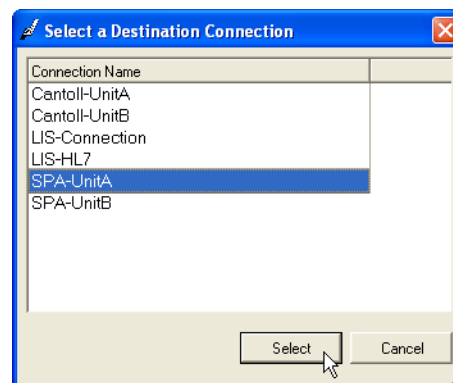 Select a Destination Connection
Connection Name
Cantoll-UnitA
Cantoll-UnitB
LIS-Connection
LIS-HL7
SPA-UnitA
SPA-UnitB
Select Cancel